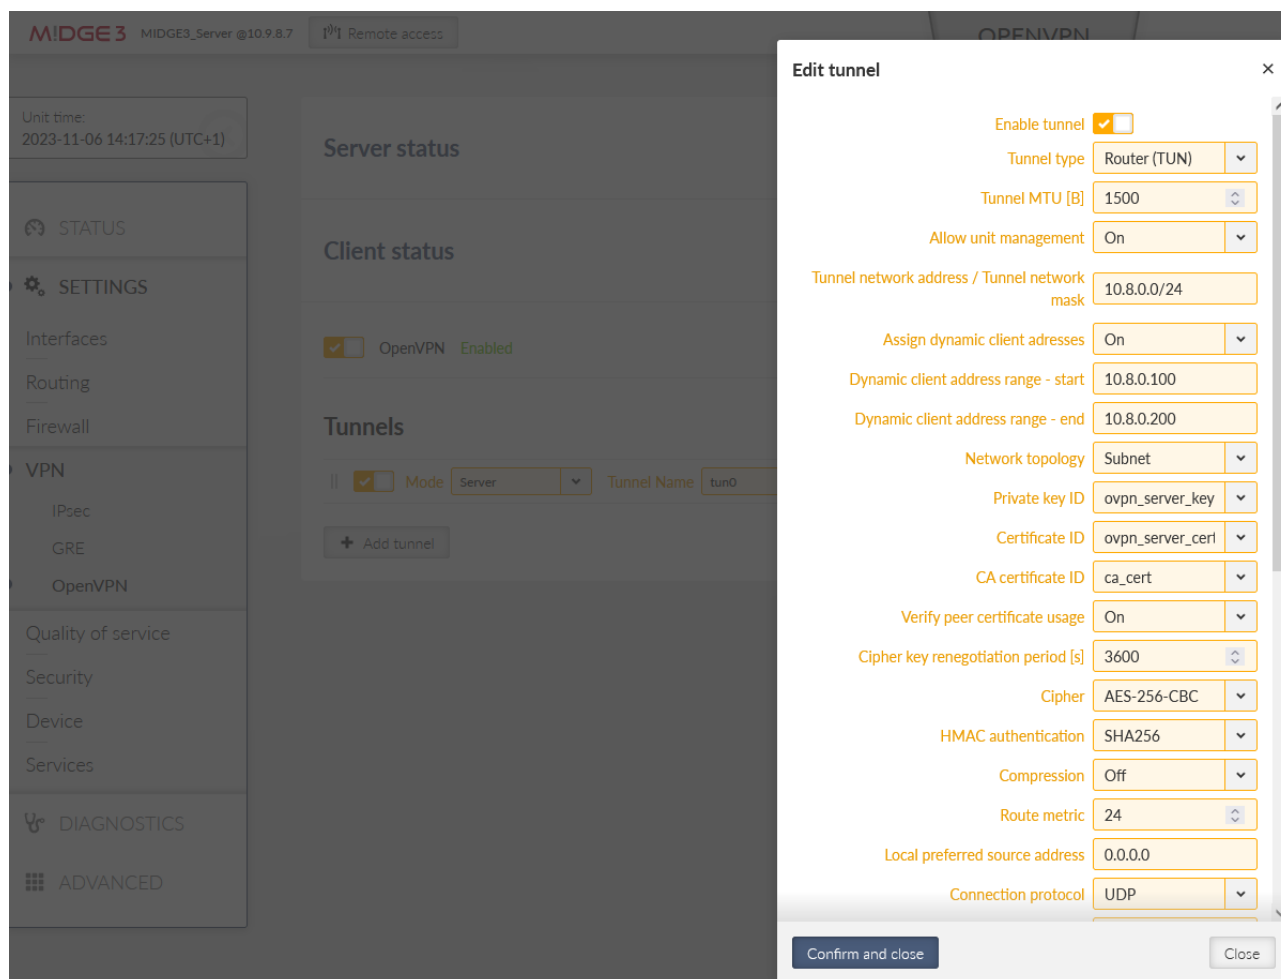 M!DGE 3 MIDGE3_Server @10.9.8.7 Remote access
OPENVPN
Unit time:
2023-11-06 14:17:25 (UTC+1)
STATUS
SETTINGS
Interfaces
Routing
Firewall
VPN
IPsec
GRE
OpenVPN
Quality of service
Security
Device
Services
DIAGNOSTICS
ADVANCED
Server status
Client status
OpenVPN Enabled
Tunnels
Mode Server Tunnel Name tun0
Add tunnel
Edit tunnel
Enable tunnel
Tunnel type Router (TUN)
Tunnel MTU [B] 1500
Allow unit management On
Tunnel network address / Tunnel network
mask 10.8.0.0/24
Assign dynamic client adresses On
Dynamic client address range - start 10.8.0.100
Dynamic client address range - end 10.8.0.200
Network topology Subnet
Private key ID ovpn_server_key
Certificate ID ovpn_server_cert
CA certificate ID ca_cert
Verify peer certificate usage On
Cipher key renegotiation period [s] 3600
Cipher AES-256-CBC
HMAC authentication SHA256
Compression Off
Route metric 24
Local preferred source address 0.0.0.0
Connection protocol UDP
Confirm and close
Close